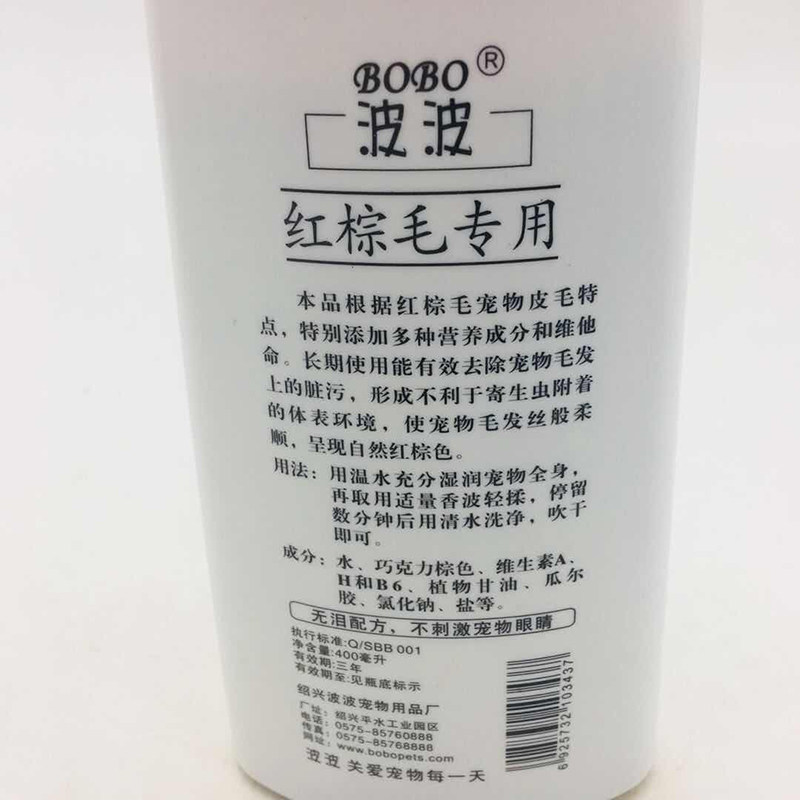 BOBO®
波波
红棕毛专用
本品根据红棕毛宠物皮毛特
点，特别添加多种营养成分和维他
命。长期使用能有效去除宠物毛发
上的脏污，形成不利于寄生虫附着
的体表环境，使宠物毛发丝般柔
顺，呈现自然红棕色。
用法：用温水充分湿润宠物全身，
再取用适量香波轻揉，停留
数分钟后用清水洗净，吹干
即可。
成分：水、巧克力棕色、维生素A、
H和B6、植物甘油、瓜尔
胶、氯化钠、盐等。
无泪配方、不刺激宠物眼睛
执行标准:Q/SBB 001
净含量:400毫升
有效期:三年
有效期至:见瓶底标示
绍兴波波宠物用品厂
厂址：绍兴平水工业园区
电话：0575-85760888
传真：0575-85768888
网址：www.bobopets.com
波波 关爱宠物每一天
6 925732 103437